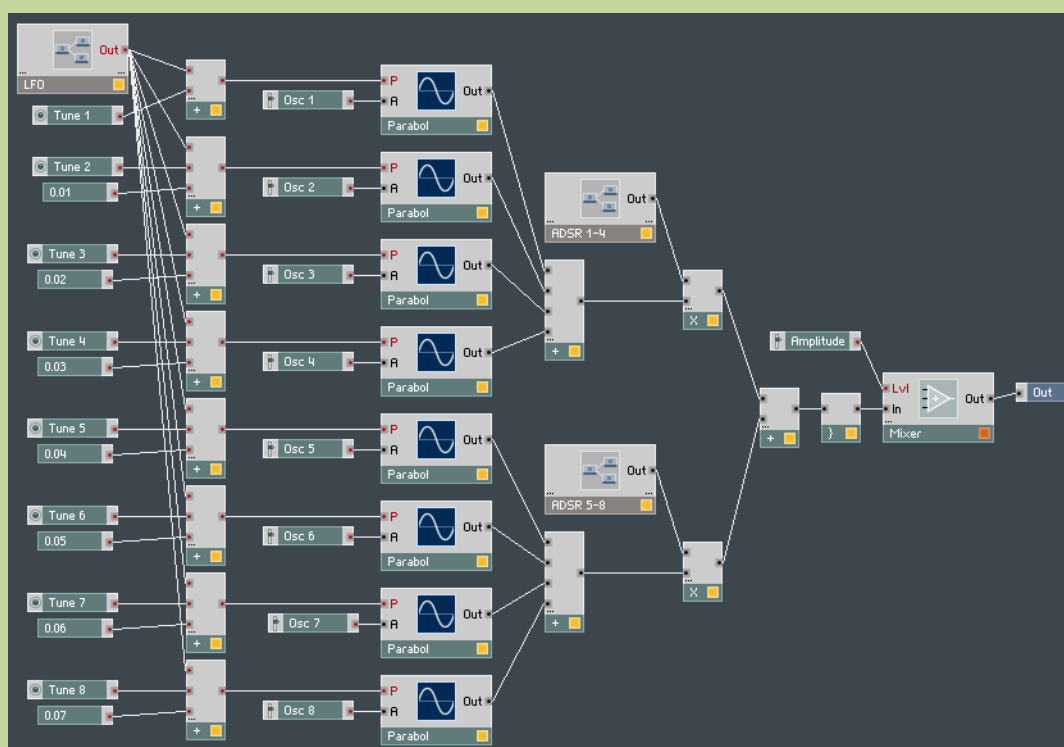 Out
LFO
Tune 1
+
Osc 1
P
A
Out
Parabol
Tune 2
0.01
+
Osc 2
P
A
Out
Parabol
Tune 3
0.02
+
Osc 3
P
A
Out
Parabol
Tune 4
0.03
+
Osc 4
P
A
Out
Parabol
Out
ADSR 1-4
+
X
Tune 5
0.04
+
Osc 5
P
A
Out
Parabol
Tune 6
0.05
+
Osc 6
P
A
Out
Parabol
Tune 7
0.06
+
Osc 7
P
A
Out
Parabol
Tune 8
0.07
+
Osc 8
P
A
Out
Parabol
Out
ADSR 5-8
+
X
+
}
Amplitude
Lvl
In
Out
Mixer
Out